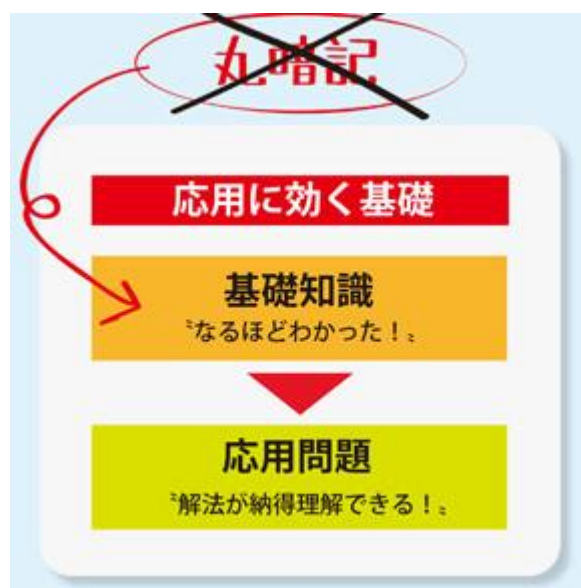 丸暗記
応用に効く基礎
基礎知識
〝なるほどわかった！〟
応用問題
〝解法が納得理解できる！〟